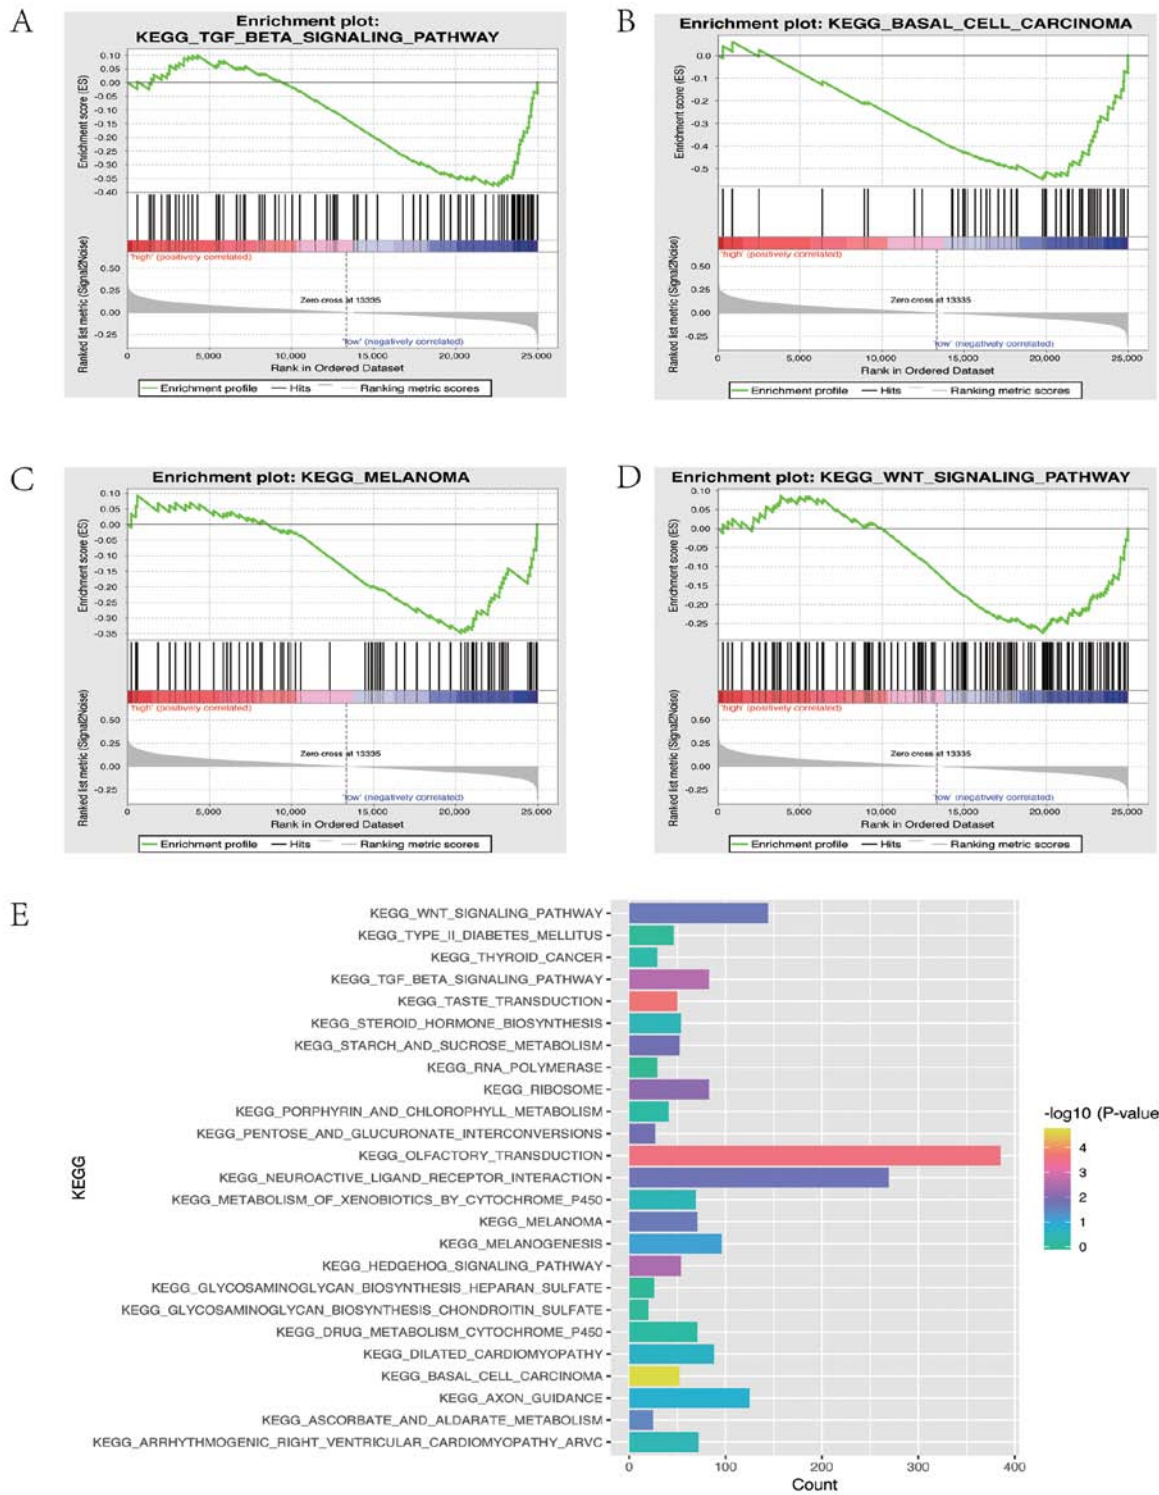 A
Enrichment plot:
KEGG_TGF_BETA_SIGNALING_PATHWAY
Enrichment score (ES)
0.10
0.05
0.00
-0.05
-0.10
-0.15
-0.20
-0.25
-0.30
-0.35
-0.40
'high' (positively correlated)
Ranked list metric (Signal2Noise)
0.50
0.25
0.00
-0.25
Zero cross at 13335
'low' (negatively correlated)
0 5,000 10,000 15,000 20,000 25,000
Rank in Ordered Dataset
Enrichment profile Hits Ranking metric scores
B
Enrichment plot: KEGG_BASAL_CELL_CARCINOMA
Enrichment score (ES)
0.0
-0.1
-0.2
-0.3
-0.4
-0.5
'high' (positively correlated)
Ranked list metric (Signal2Noise)
0.50
0.25
0.00
-0.25
Zero cross at 13335
'low' (negatively correlated)
0 5,000 10,000 15,000 20,000 25,000
Rank in Ordered Dataset
Enrichment profile Hits Ranking metric scores
C
Enrichment plot: KEGG_MELANOMA
Enrichment score (ES)
0.10
0.05
0.00
-0.05
-0.10
-0.15
-0.20
-0.25
-0.30
-0.35
'high' (positively correlated)
Ranked list metric (Signal2Noise)
0.50
0.25
0.00
-0.25
Zero cross at 13335
'low' (negatively correlated)
0 5,000 10,000 15,000 20,000 25,000
Rank in Ordered Dataset
Enrichment profile Hits Ranking metric scores
D
Enrichment plot: KEGG_WNT_SIGNALING_PATHWAY
Enrichment score (ES)
0.10
0.05
0.00
-0.05
-0.10
-0.15
-0.20
-0.25
'high' (positively correlated)
Ranked list metric (Signal2Noise)
0.50
0.25
0.00
-0.25
Zero cross at 13335
'low' (negatively correlated)
0 5,000 10,000 15,000 20,000 25,000
Rank in Ordered Dataset
Enrichment profile Hits Ranking metric scores
E
KEGG
KEGG_WNT_SIGNALING_PATHWAY
KEGG_TYPE_II_DIABETES_MELLITUS
KEGG_THYROID_CANCER
KEGG_TGF_BETA_SIGNALING_PATHWAY
KEGG_TASTE_TRANSDUCTION
KEGG_STEROID_HORMONE_BIOSYNTHESIS
KEGG_STARCH_AND_SUCROSE_METABOLISM
KEGG_RNA_POLYMERASE
KEGG_RIBOSOME
KEGG_PORPHYRIN_AND_CHLOROPHYLL_METABOLISM
KEGG_PENTOSE_AND_GLUCURONATE_INTERCONVERSIONS
KEGG_OLFACTORY_TRANSDUCTION
KEGG_NEUROACTIVE_LIGAND_RECEPTOR_INTERACTION
KEGG_METABOLISM_OF_XENOBIOTICS_BY_CYTOCHROME_P450
KEGG_MELANOMA
KEGG_MELANOGENESIS
KEGG_HEDGEHOG_SIGNALING_PATHWAY
KEGG_GLYCOSAMINOGLYCAN_BIOSYNTHESIS_HEPARAN_SULFATE
KEGG_GLYCOSAMINOGLYCAN_BIOSYNTHESIS_CHONDROITIN_SULFATE
KEGG_DRUG_METABOLISM_CYTOCHROME_P450
KEGG_DILATED_CARDIOMYOPATHY
KEGG_BASAL_CELL_CARCINOMA
KEGG_AXON_GUIDANCE
KEGG_ASCORBATE_AND_ALDARATE_METABOLISM
KEGG_ARRHYTHMOGENIC_RIGHT_VENTRICULAR_CARDIOMYOPATHY_ARVC
0 100 200 300 400
Count
-log10 (P-value
4
3
2
1
0